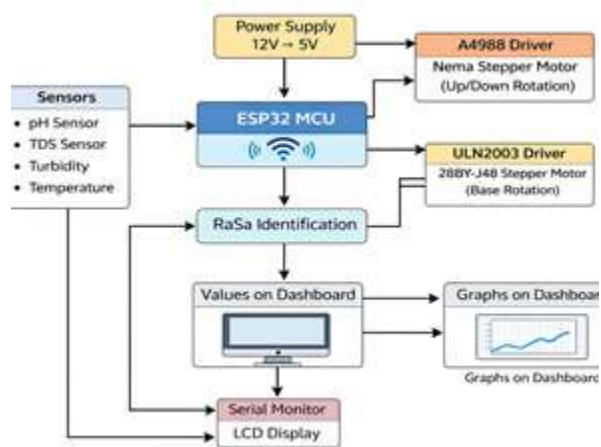 Power Supply
12V → 5V
A4988 Driver
Nema Stepper Motor
(Up/Down Rotation)
Sensors
• pH Sensor
• TDS Sensor
• Turbidity
• Temperature
ESP32 MCU
ULN2003 Driver
28BY-J48 Stepper Motor
(Base Rotation)
RaSa Identification
Values on Dashboard
Graphs on Dashboar
Graphs on Dashboard
Serial Monitor
LCD Display